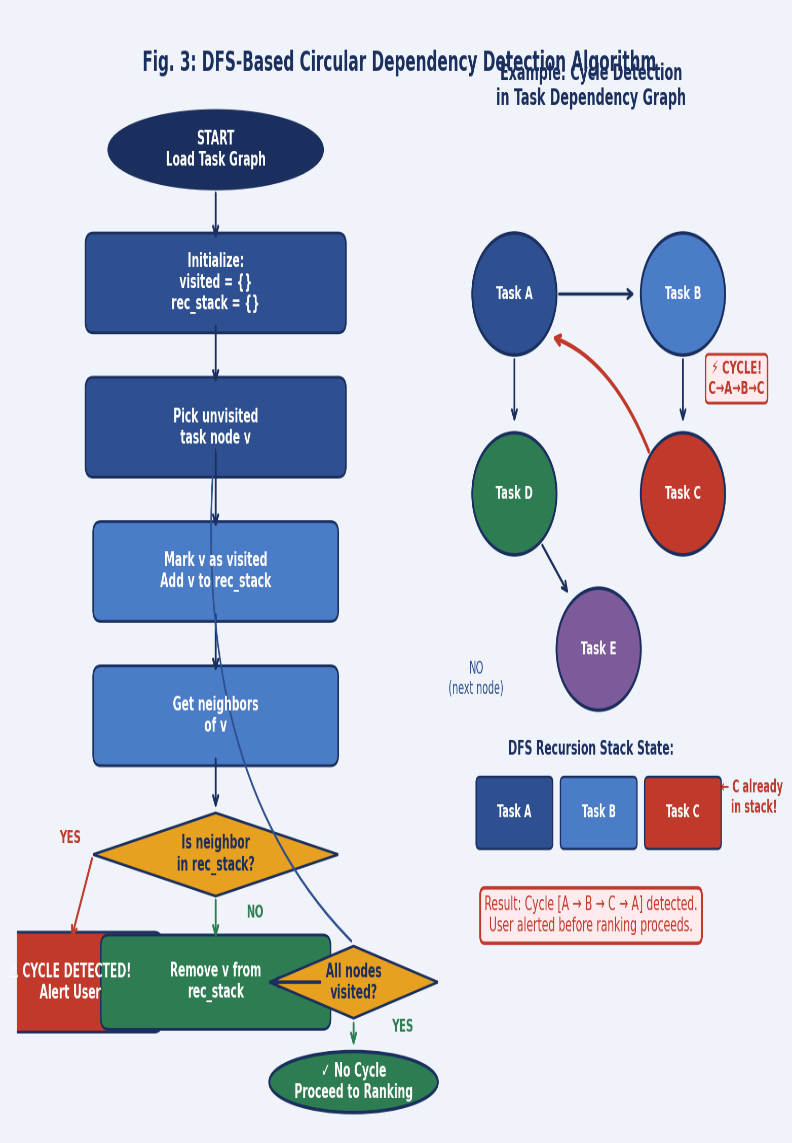 Fig. 3: DFS-Based Circular Dependency Detection Algorithm
Example: Cycle Detection
in Task Dependency Graph
START
Load Task Graph
Initialize:
visited = {}
rec_stack = {}
Pick unvisited
task node v
Mark v as visited
Add v to rec_stack
Get neighbors
of v
Is neighbor
in rec_stack?
YES
NO
CYCLE DETECTED!
Alert User
Remove v from
rec_stack
All nodes
visited?
YES
✓ No Cycle
Proceed to Ranking
NO
(next node)
Task A
Task B
⚡ CYCLE!
C→A→B→C
Task D
Task C
Task E
DFS Recursion Stack State:
Task A
Task B
Task C
← C already
in stack!
Result: Cycle [A → B → C → A] detected.
User alerted before ranking proceeds.